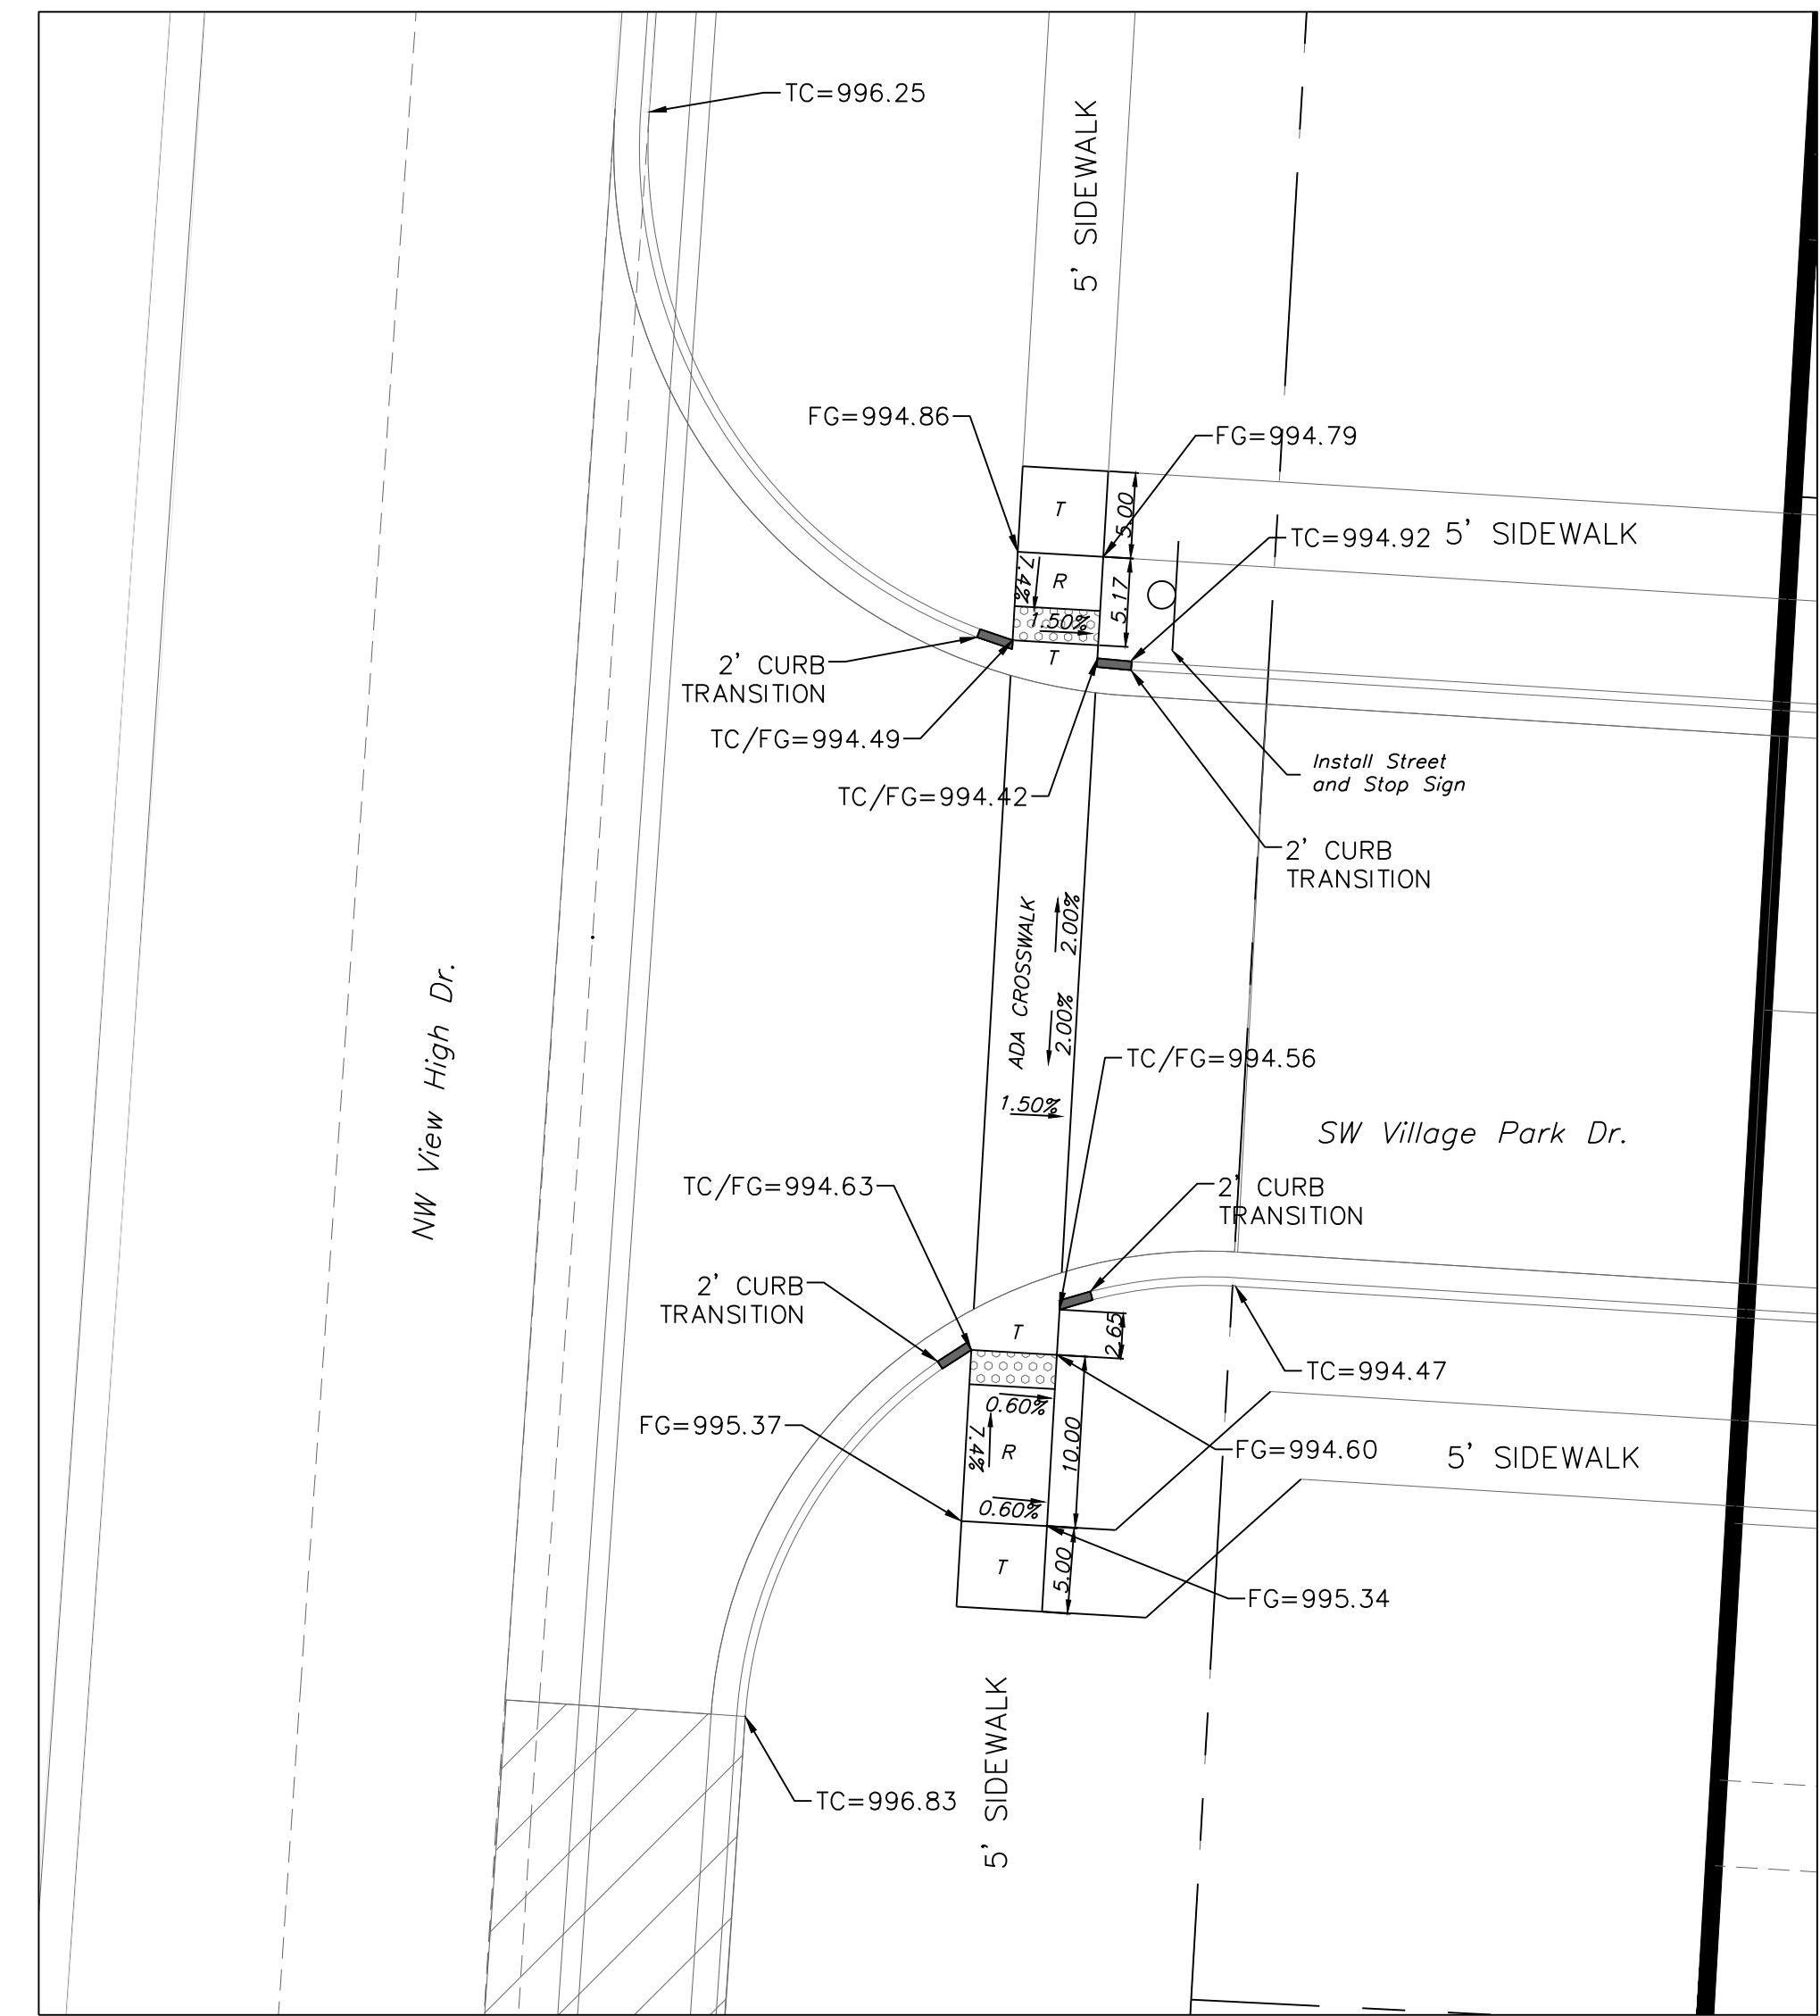 TC=996.25
5' SIDEWALK
FG=994.86
FG=994.79
T
5.00
TC=994.92
5' SIDEWALK
7.4%
R
5.17
1.50%
T
2' CURB
TRANSITION
TC/FG=994.49
Install Street
and Stop Sign
TC/FG=994.42
2' CURB
TRANSITION
ADA CROSSWALK
2.00%
2.00%
NW View High Dr.
TC/FG=994.56
1.50%
SW Village Park Dr.
TC/FG=994.63
2' CURB
TRANSITION
2' CURB
TRANSITION
T
2.65
TC=994.47
0.60%
FG=995.37
7.4%
R
10.00
FG=994.60
5' SIDEWALK
0.60%
T
5.00
FG=995.34
5' SIDEWALK
TC=996.83